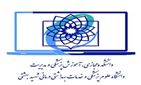 دانشکده مجازی، آموزش پزشکی و مدیریت
دانشگاه علوم پزشکی و خدمات بهداشتی درمانی شهید بهشتی